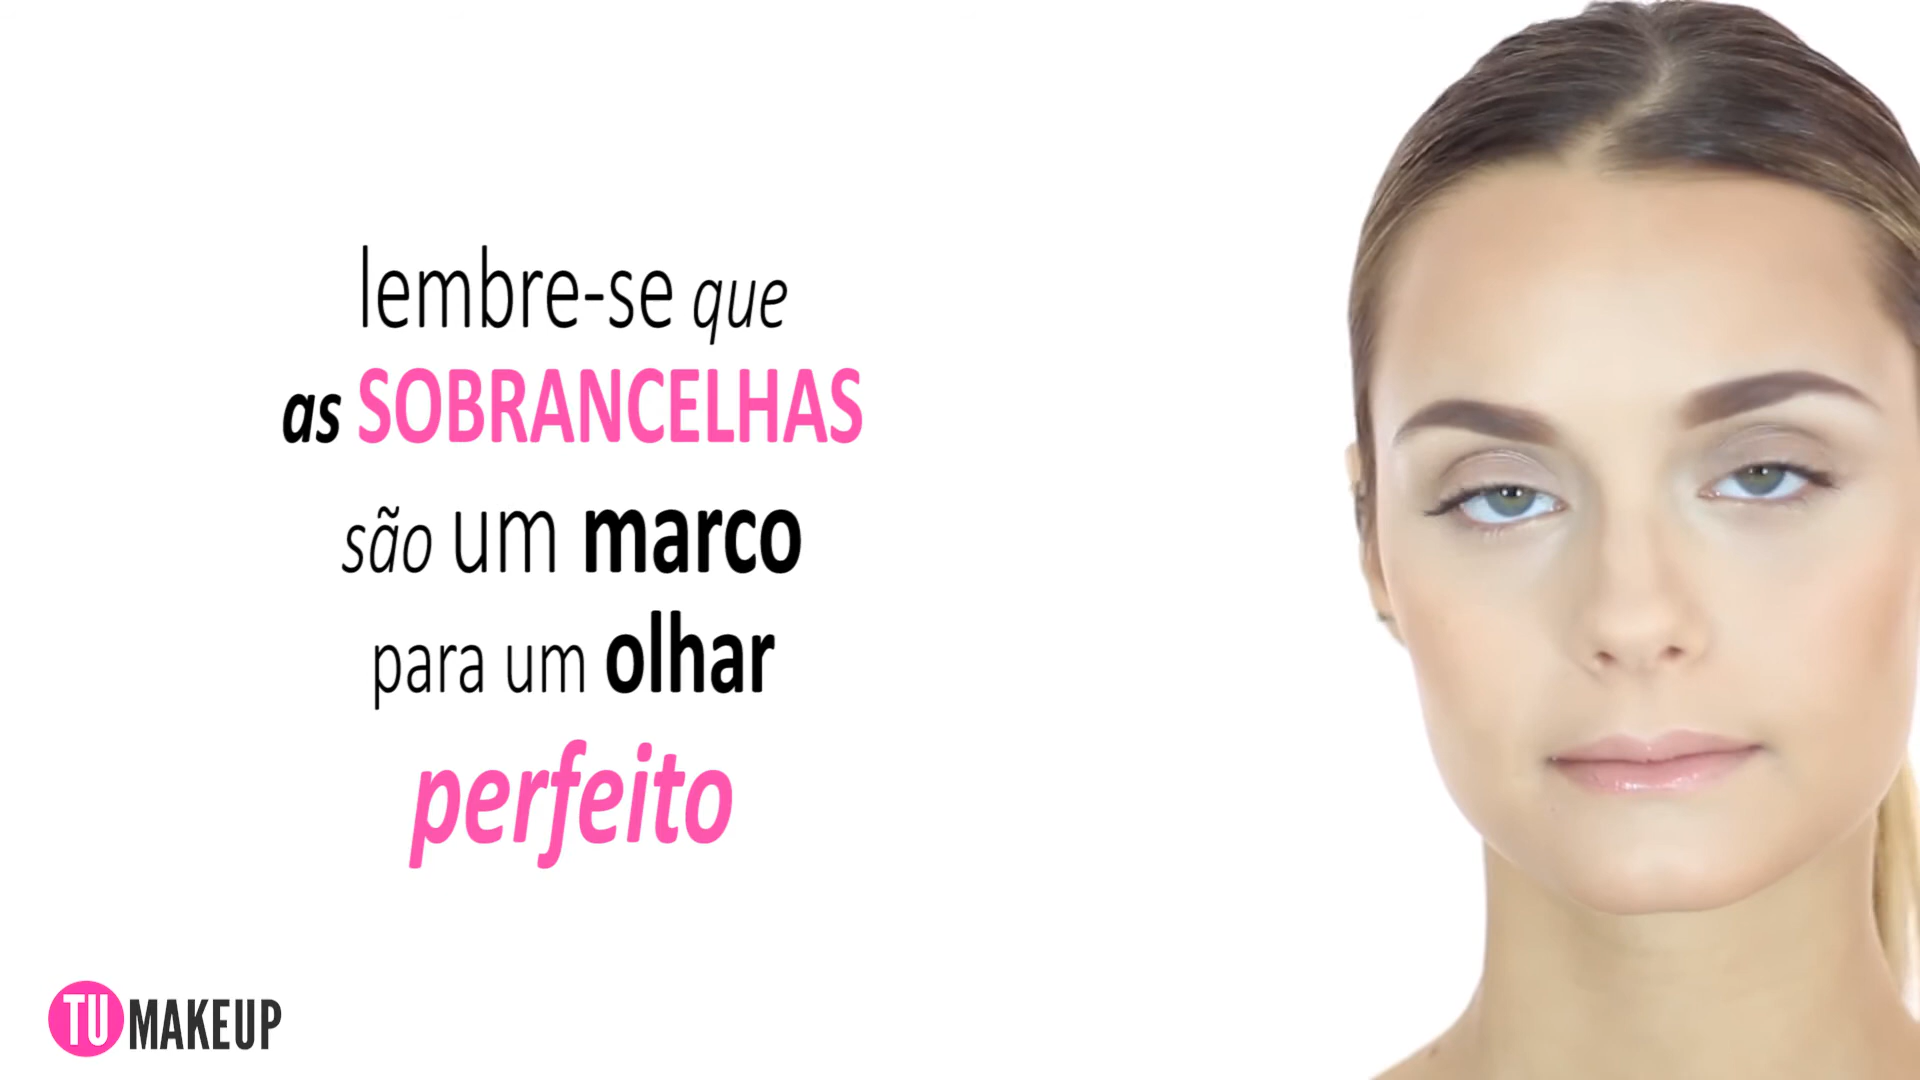 lembre-se que
as SOBRANCELHAS
são um marco
para um olhar
perfeito
TU MAKEUP